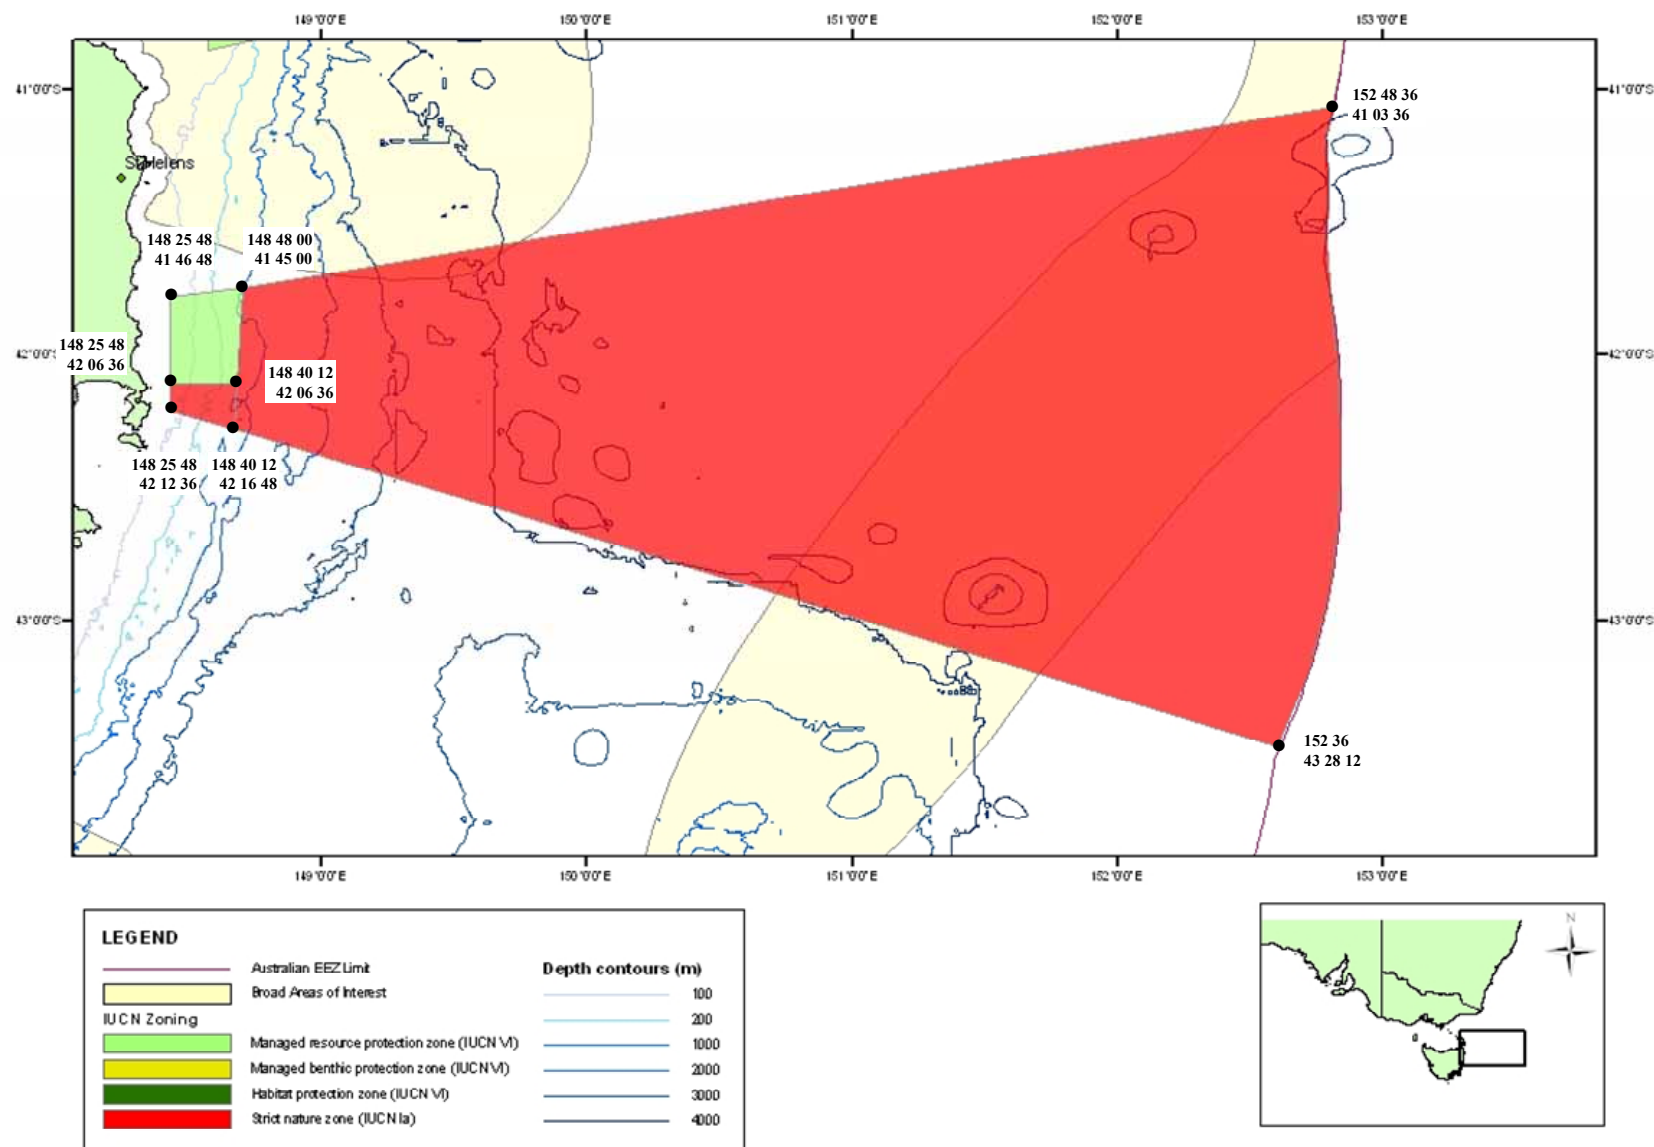 149°0'0"E 150°0'0"E 151°0'0"E 152°0'0"E 153°0'0"E
41°0'0"S 41°0'0"S
152 48 36
41 03 36
St Helens
148 25 48 148 48 00
41 46 48 41 45 00
148 25 48
42 06 36
42°0'0"S 42°0'0"S
148 40 12
42 06 36
148 25 48 148 40 12
42 12 36 42 16 48
43°0'0"S 43°0'0"S
152 36
43 28 12
149°0'0"E 150°0'0"E 151°0'0"E 152°0'0"E 153°0'0"E
LEGEND
Australian EEZ Limit
Broad Areas of Interest
IUCN Zoning
Managed resource protection zone (IUCN VI)
Managed benthic protection zone (IUCN VI)
Habitat protection zone (IUCN VI)
Strict nature zone (IUCN Ia)
Depth contours (m)
100
200
1000
2000
3000
4000
N